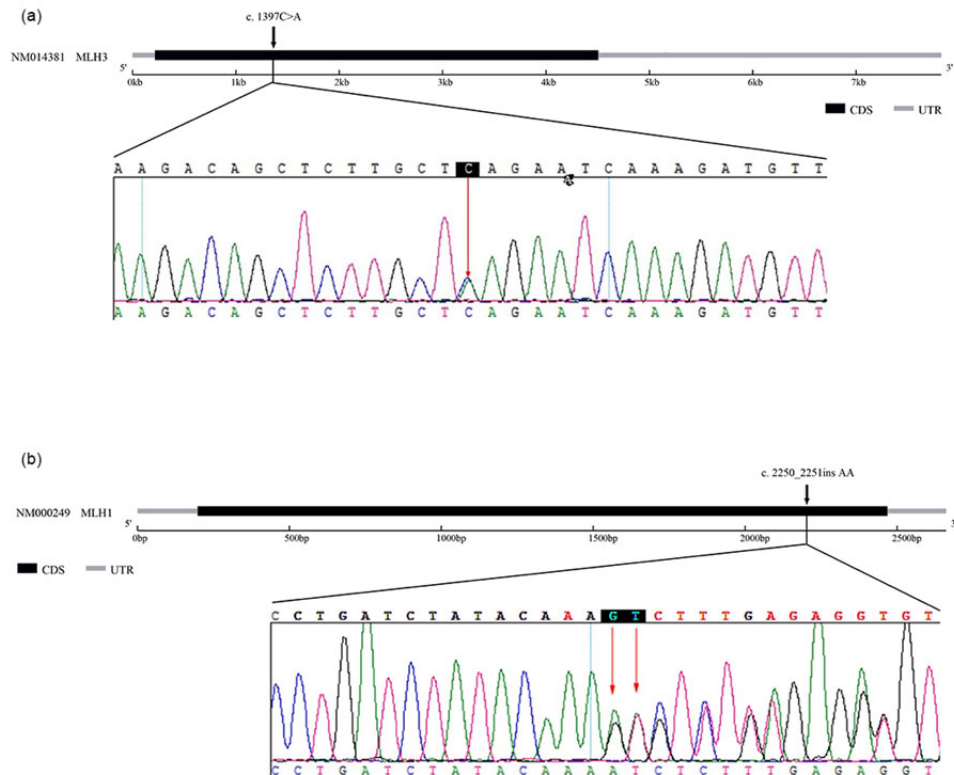 (a)
c. 1397C>A
NM014381 MLH3
5' 3'
0kb 1kb 2kb 3kb 4kb 5kb 6kb 7kb
CDS UTR
A A G A C A G C T C T T G C T C A G A A T C A A A G A T G T T
A
A A G A C A G C T C T T G C T C A G A A T C A A A G A T G T T
(b)
c. 2250_2251ins AA
NM000249 MLH1
5' 3'
0bp 500bp 1000bp 1500bp 2000bp 2500bp
CDS UTR
C C T G A T C T A T A C A A A G T C T T T G A G A G G T G T
C C T G A T C T A T A C A A A A T C T C T T T G A G A G G T